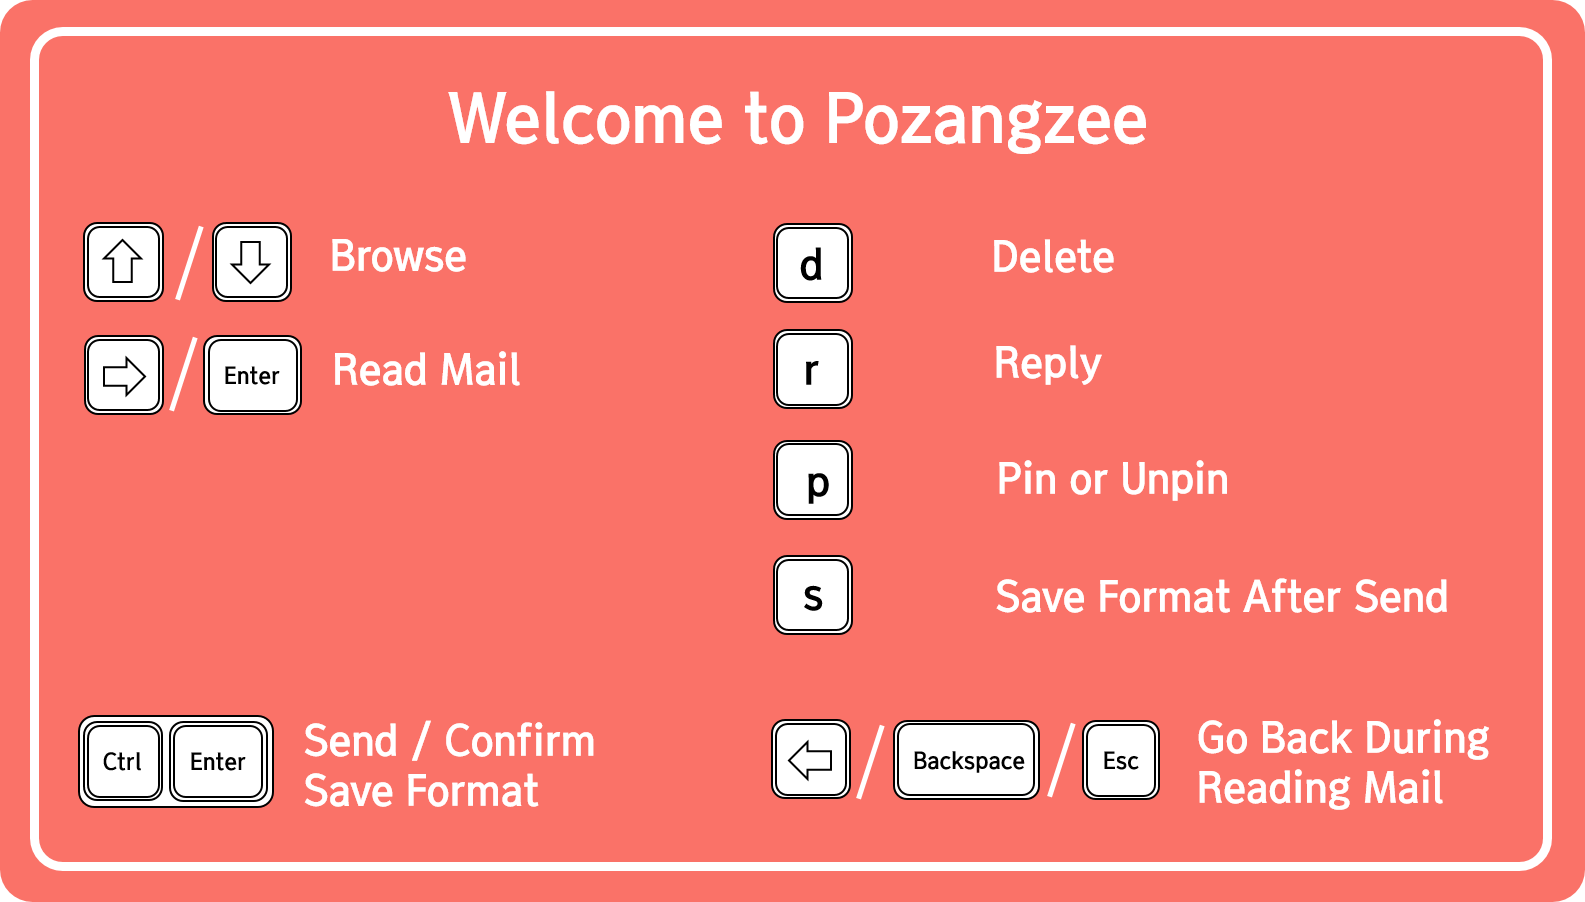 Welcome to Pozangzee
/ Browse
/ Enter Read Mail
d Delete
r Reply
p Pin or Unpin
s Save Format After Send
Ctrl Enter Send / Confirm
Save Format
/ Backspace / Esc Go Back During
Reading Mail